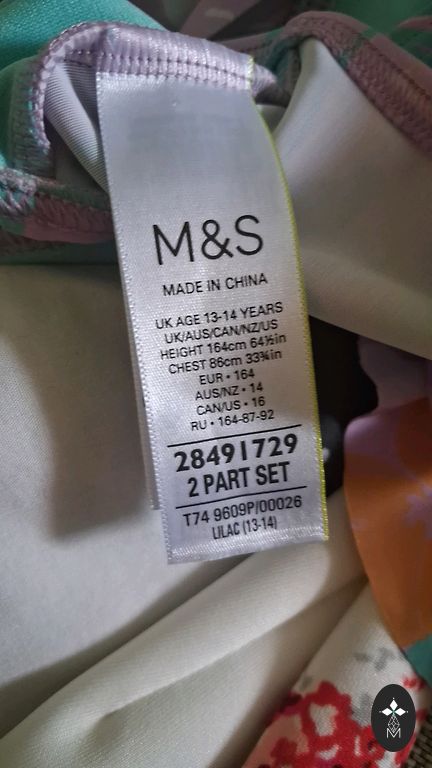 M&S
MADE IN CHINA
UK AGE 13-14 YEARS
UK/AUS/CAN/NZ/US
HEIGHT 164cm 64½in
CHEST 86cm 33¾in
EUR • 164
AUS/NZ • 14
CAN/US • 16
RU • 164-87-92
28491729
2 PART SET
T74 9609P/00026
LILAC (13-14)
M